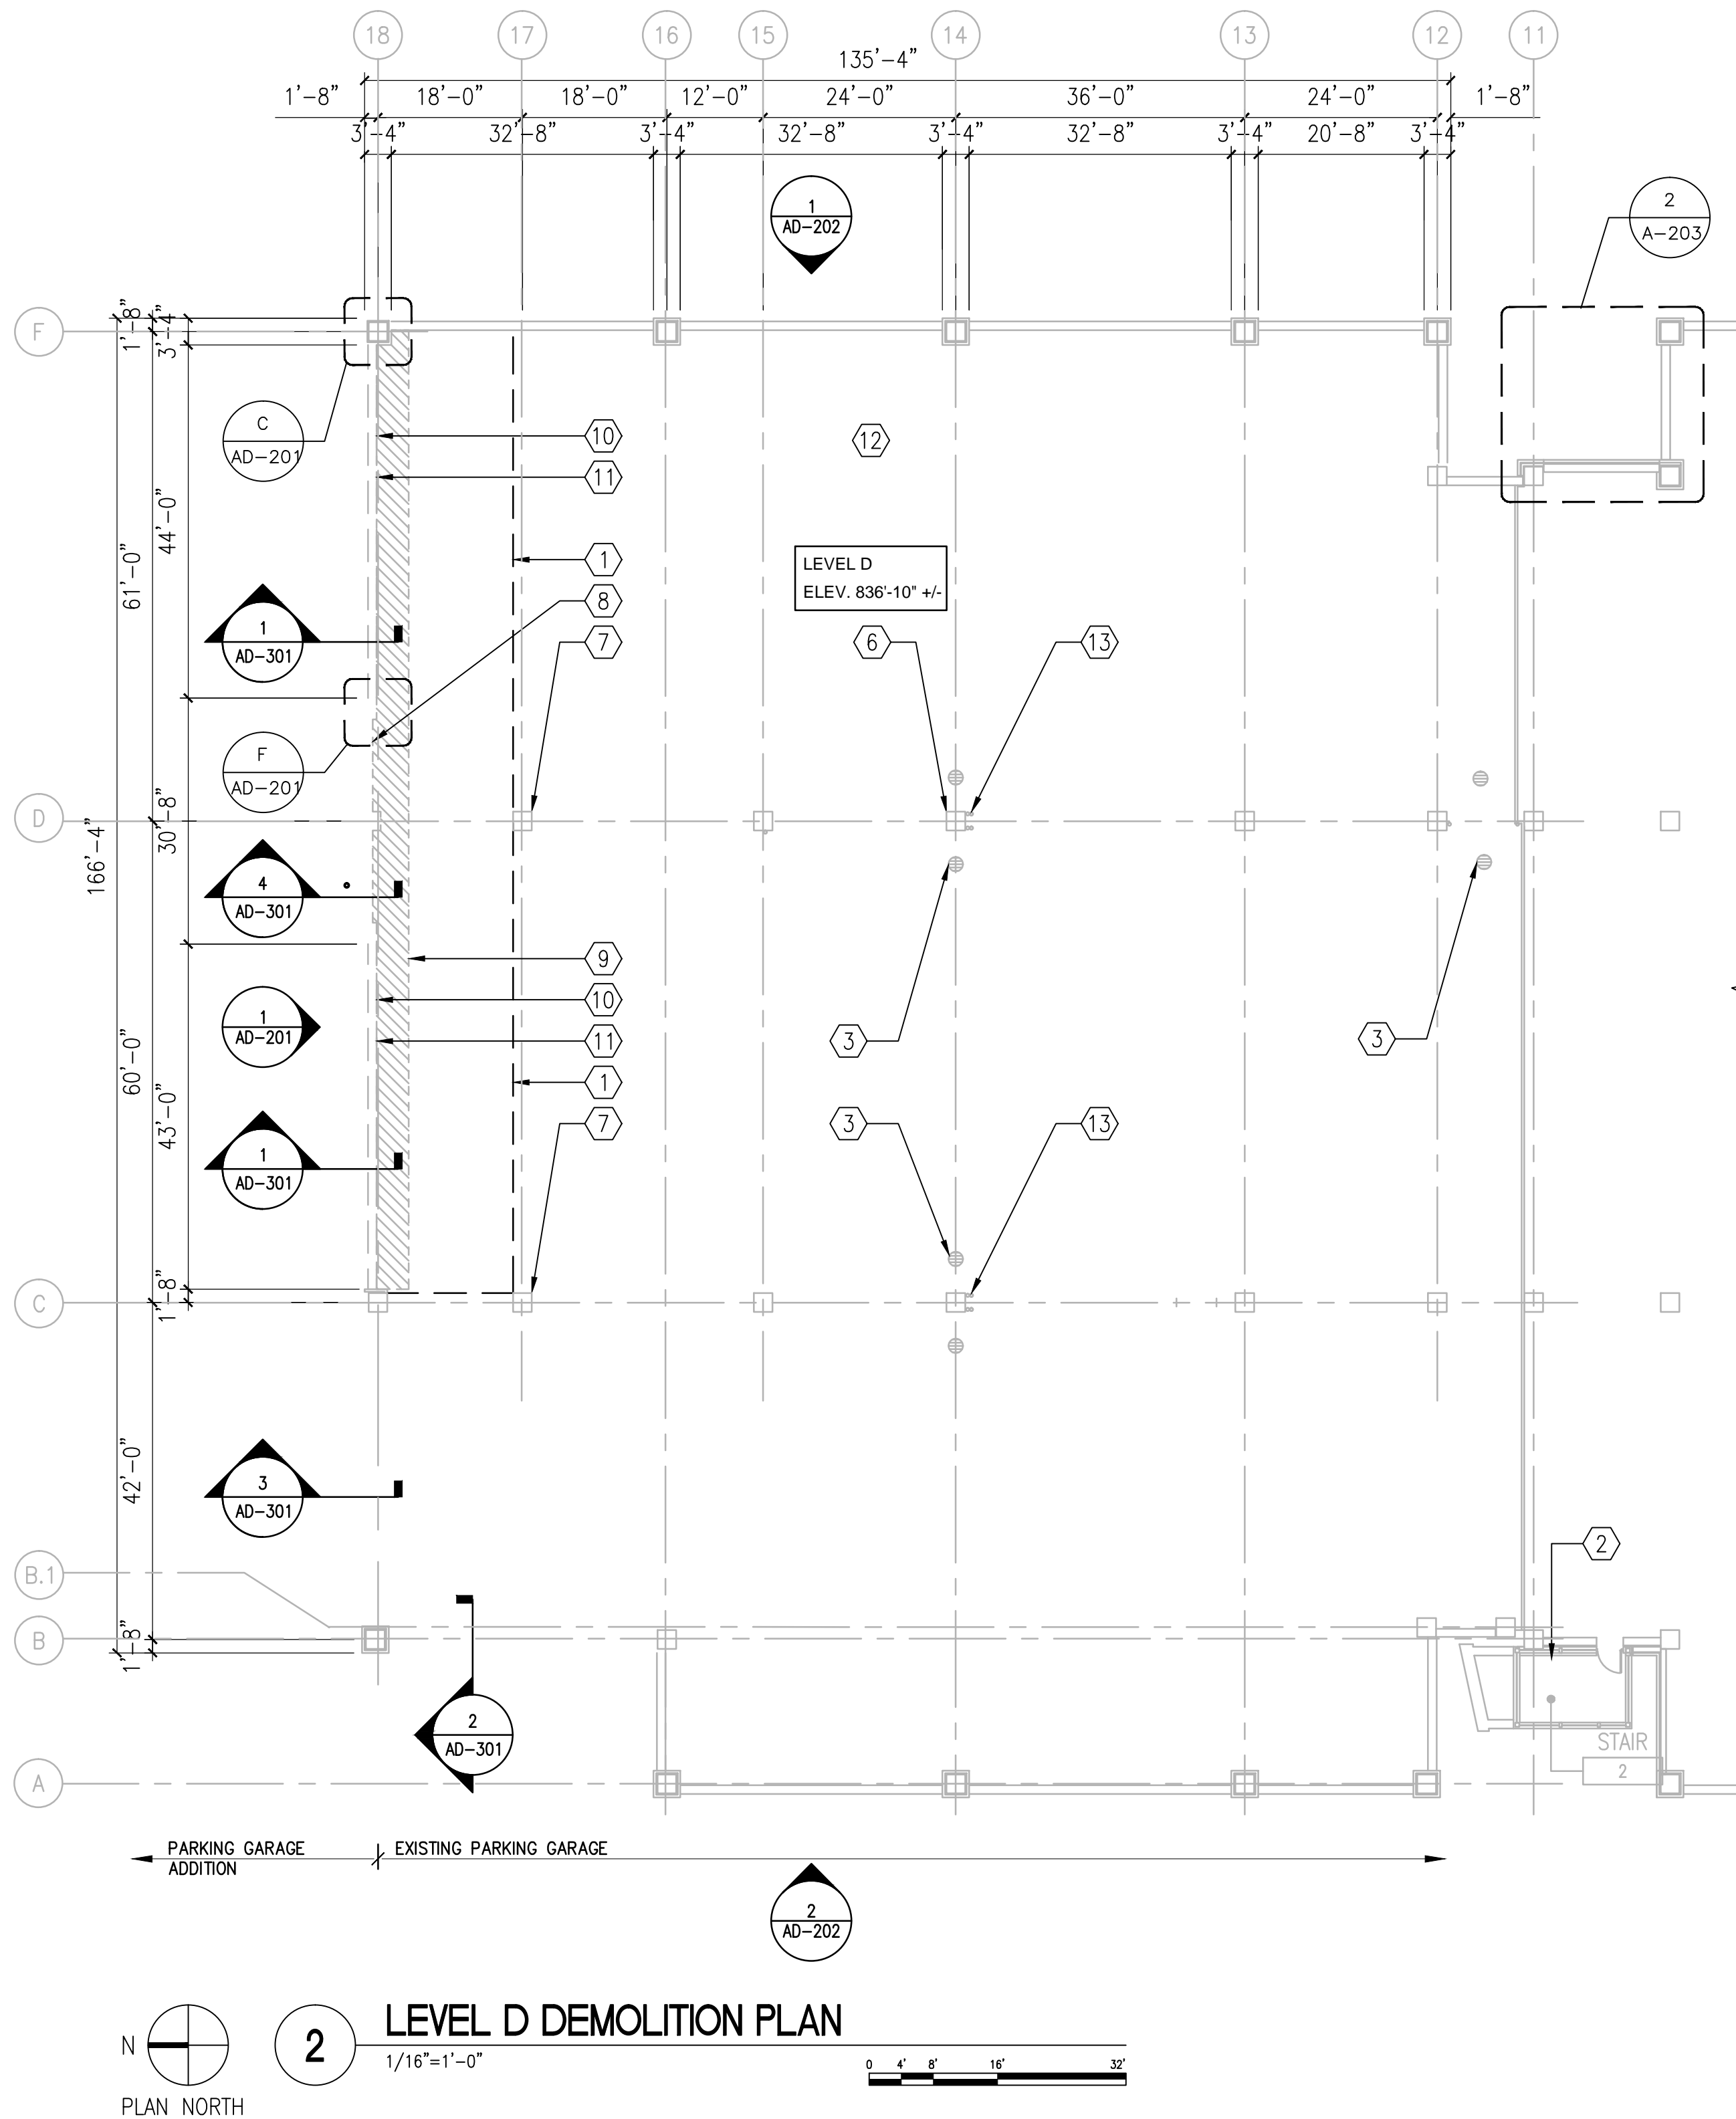 18 17 16 15 14 13 12 11
135'-4"
1'-8" 18'-0" 18'-0" 12'-0" 24'-0" 36'-0" 24'-0" 1'-8"
3'-4" 32'-8" 3'-4" 32'-8" 3'-4" 32'-8" 3'-4" 20'-8" 3'-4"
1
AD-202
2
A-203
F
1'-8"
3'-4"
C
AD-201
10
12
11
44'-0"
61'-0"
1
LEVEL D
ELEV. 836'-10" +/-
8
1
AD-301
7
6
13
F
AD-201
D
30'-8"
166'-4"
4
AD-301
9
10
1
AD-201
11
3
3
60'-0"
1
43'-0"
7
3
13
1
AD-301
1'-8"
C
42'-0"
3
AD-301
2
B.1
B
1'-8"
2
AD-301
STAIR
2
A
PARKING GARAGE
ADDITION
EXISTING PARKING GARAGE
2
AD-202
N
PLAN NORTH
2
LEVEL D DEMOLITION PLAN
1/16"=1'-0"
0 4' 8' 16' 32'